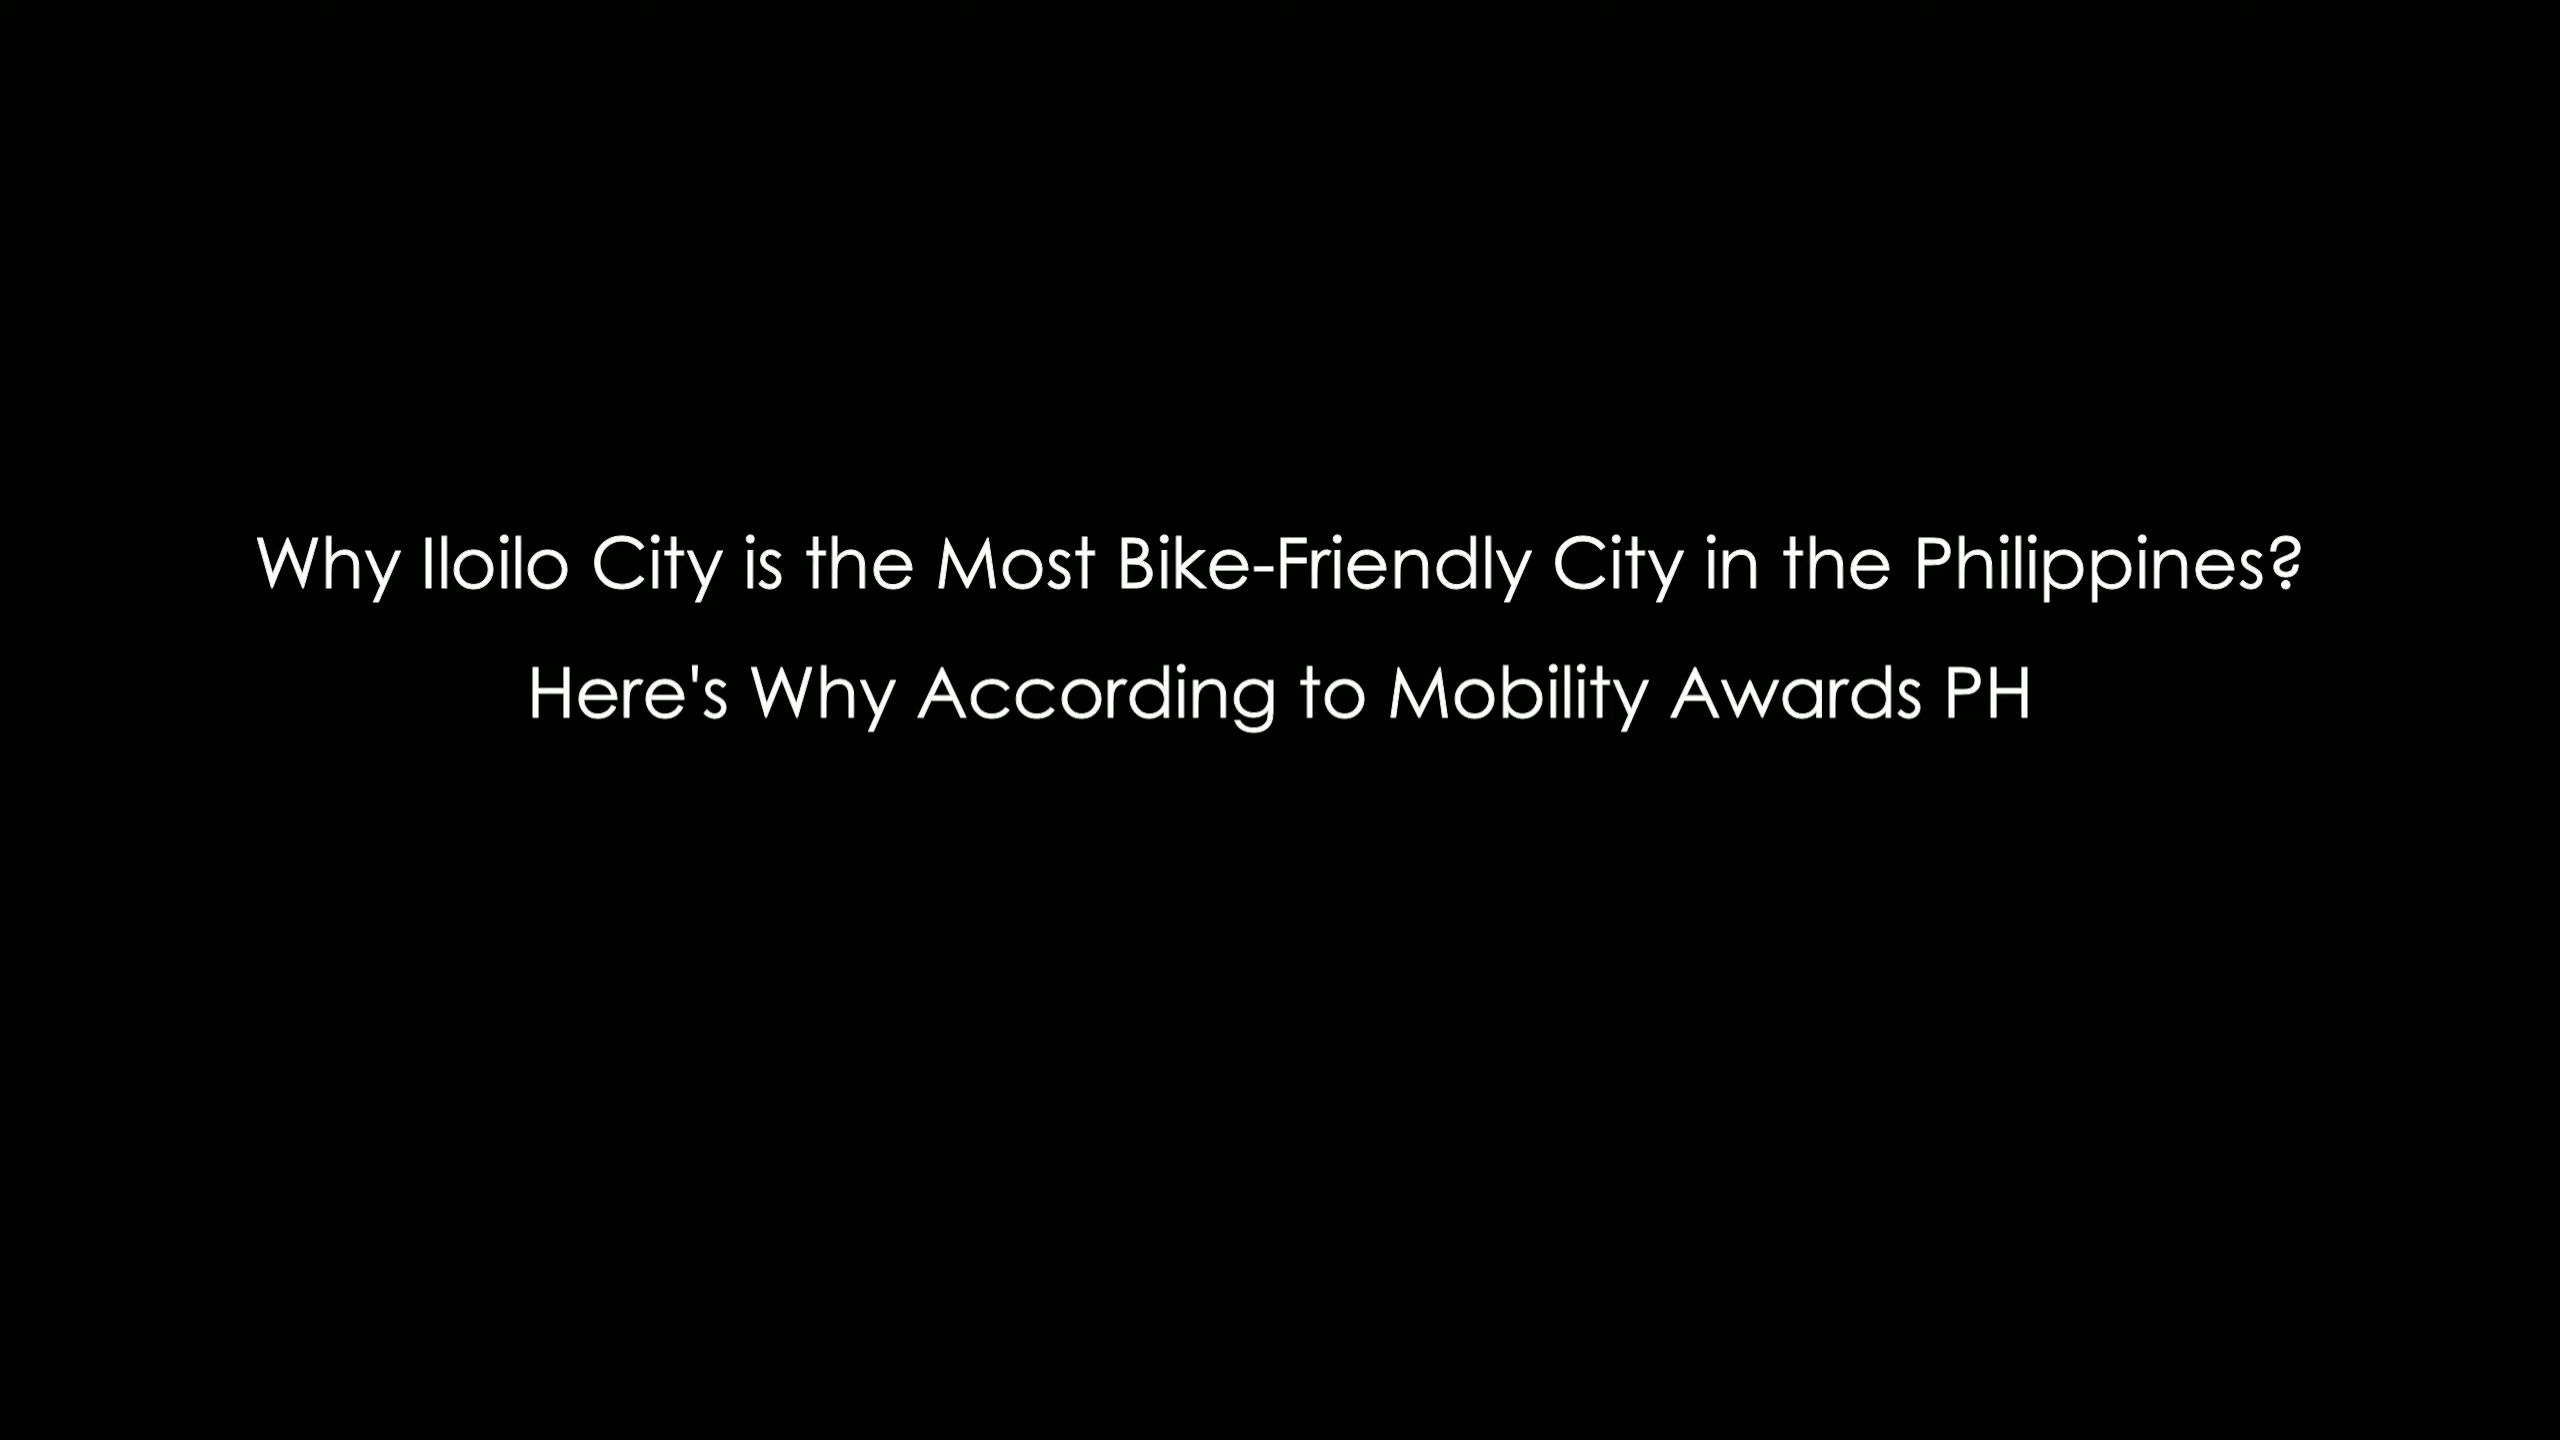 Why Iloilo City is the Most Bike-Friendly City in the Philippines?
Here's Why According to Mobility Awards PH